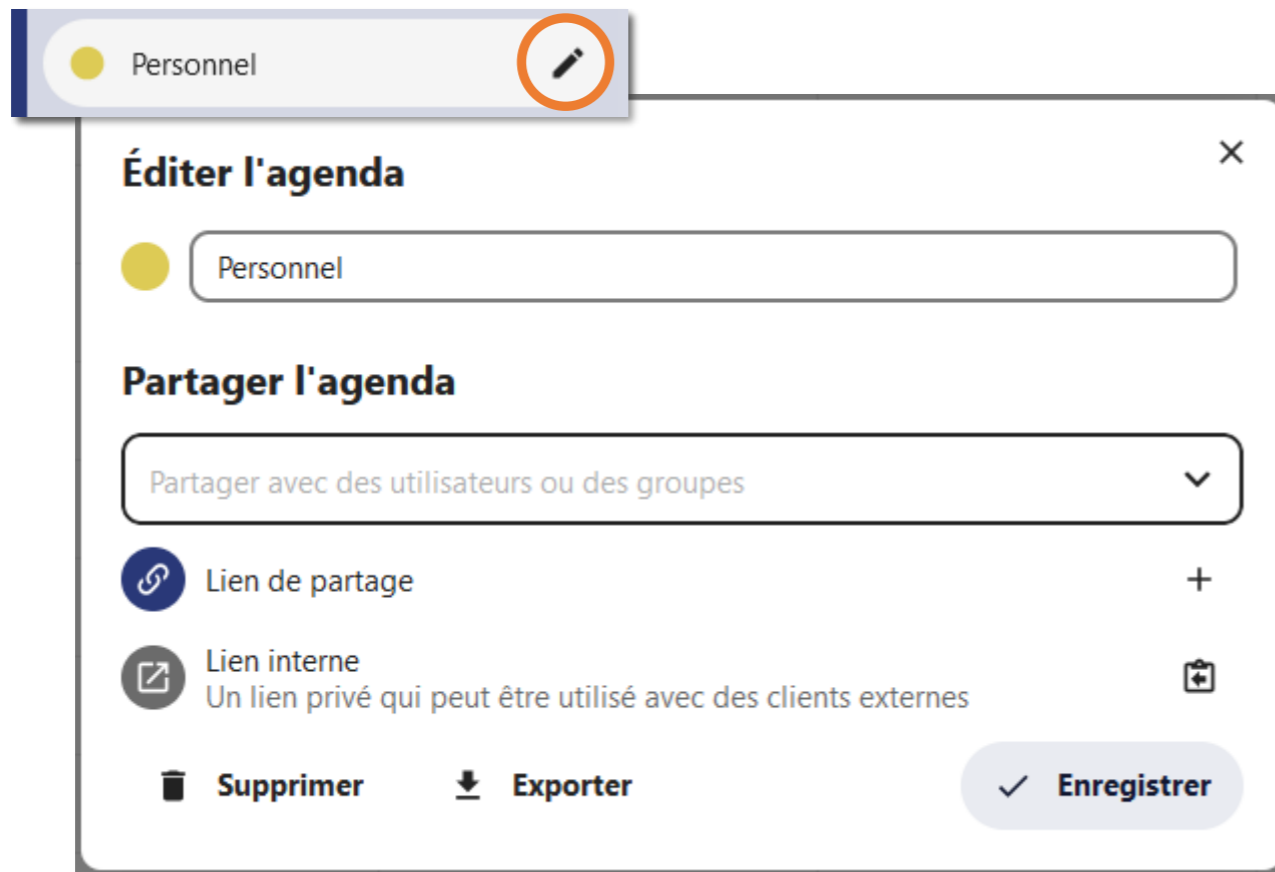 Personnel
Éditer l'agenda
Personnel
Partager l'agenda
Partager avec des utilisateurs ou des groupes
Lien de partage
Lien interne
Un lien privé qui peut être utilisé avec des clients externes
Supprimer
Exporter
Enregistrer